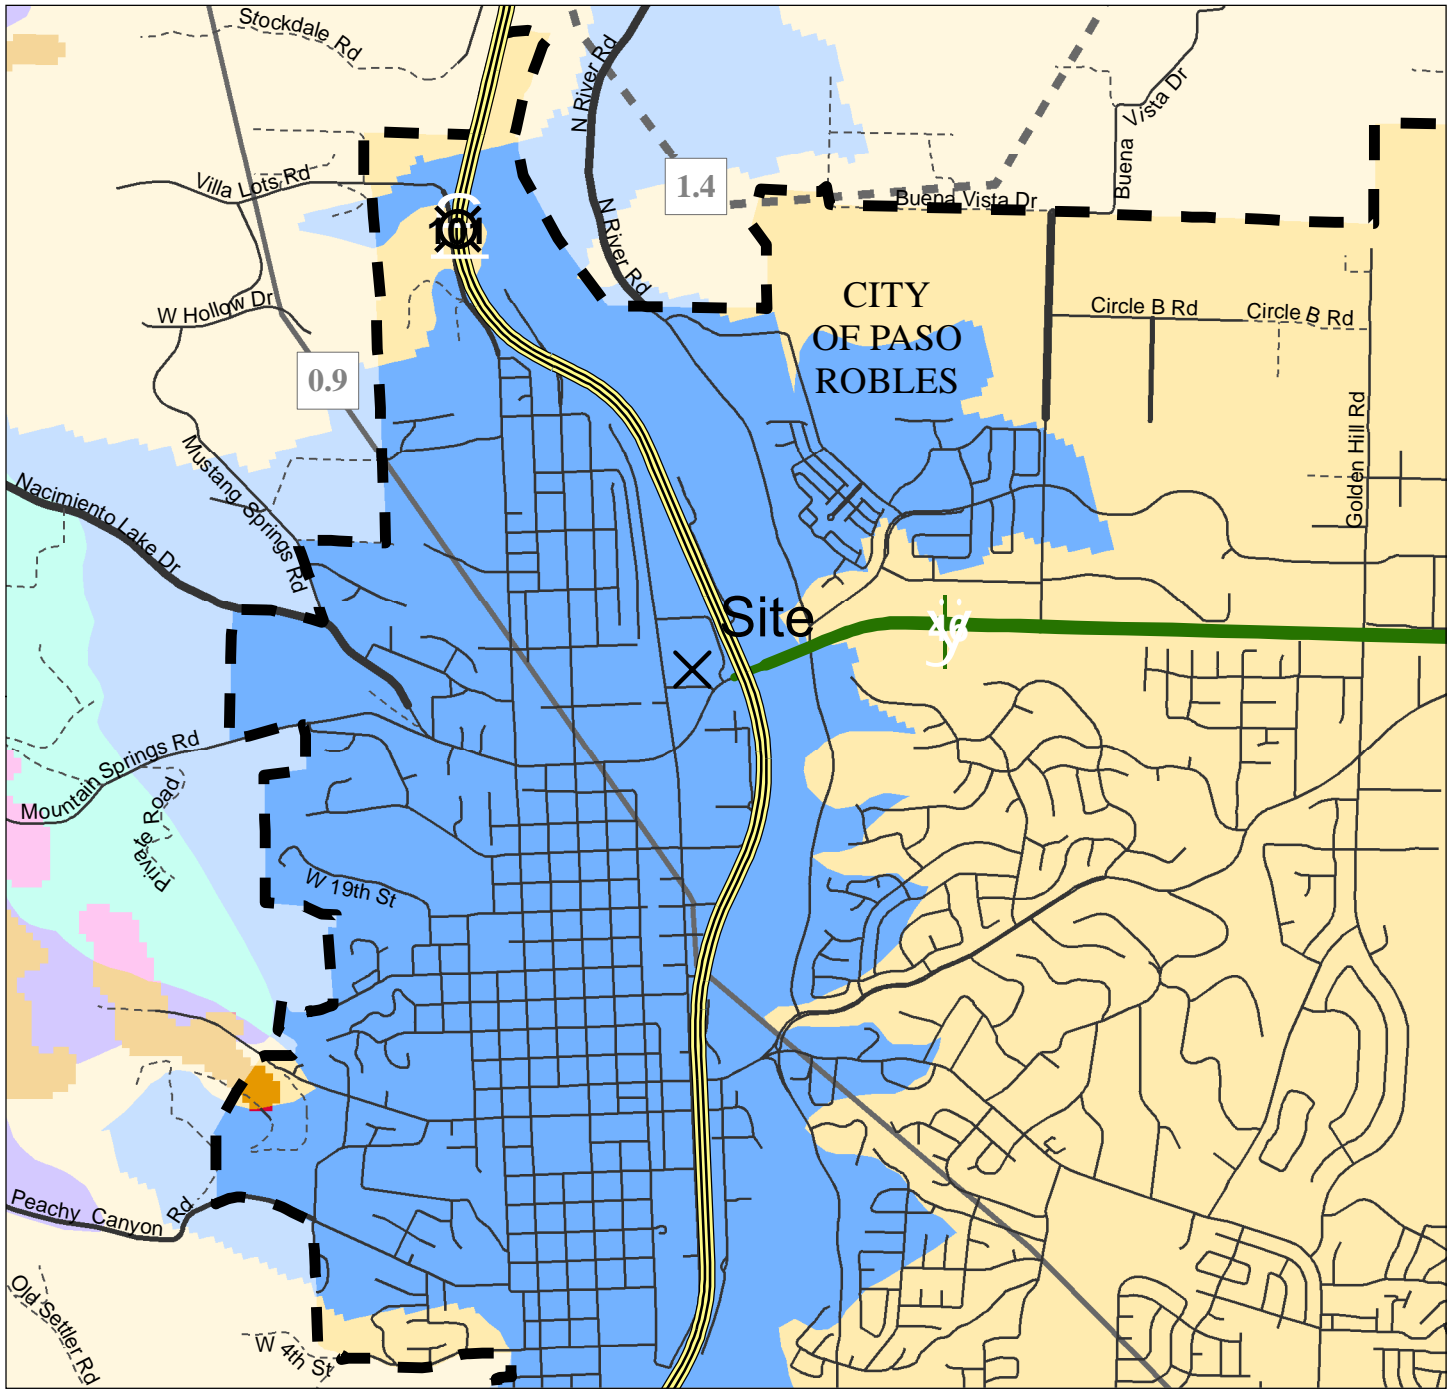 Stockdale Rd
N River Rd
Vista Dr
Buena
Villa Lots Rd
1.4
Buena Vista Dr
101
N River Rd
CITY
OF PASO
ROBLES
W Hollow Dr
Circle B Rd
Circle B Rd
0.9
Golden Hill Rd
Mustang Springs Rd
Nacimiento Lake Dr
Site
Mountain Springs Rd
Private Road
W 19th St
Peachy Canyon Rd
Old Settler Rd
W 4th St